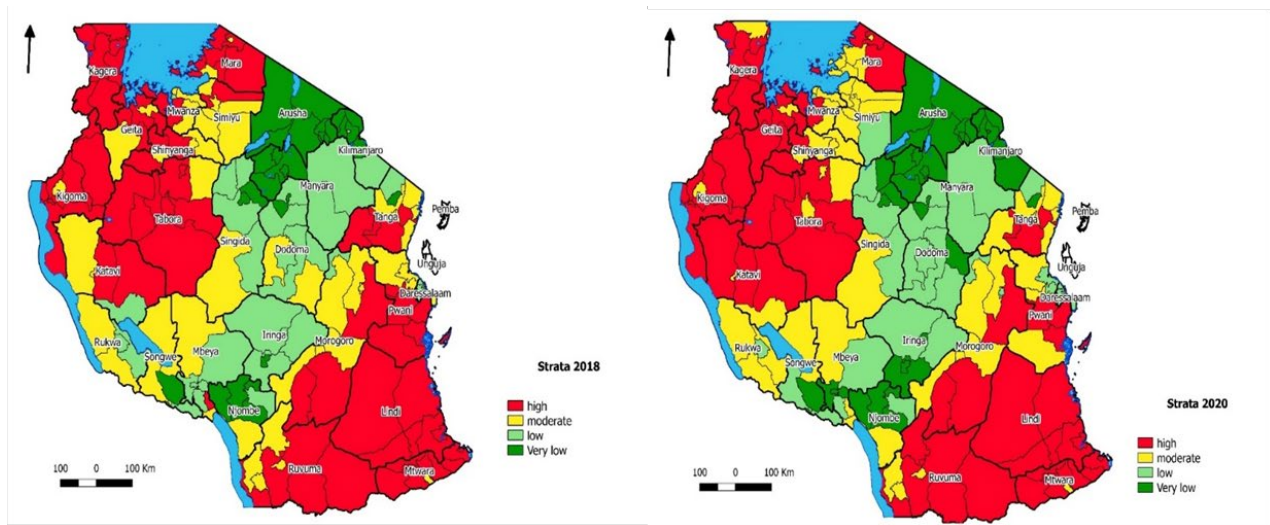 Kagera
Mara
Mwanza
Simiyu
Arusha
Geita
Shinyanga
Kilimanjaro
Kigoma
Manyara
Tabora
Tanga
Pemba
Singida
Dodoma
Unguja
Katavi
Daressalaam
Pwani
Iringa
Rukwa
Mbeya
Morogoro
Songwe
Strata 2018
Njombe
Lindi
high
moderate
low
Very low
Ruvuma
Mtwara
100 0 100 Km
Kagera
Mara
Mwanza
Simiyu
Arusha
Geita
Shinyanga
Kilimanjaro
Kigoma
Manyara
Tabora
Tanga
Pemba
Singida
Dodoma
Unguja
Katavi
Daressalaam
Pwani
Iringa
Rukwa
Mbeya
Morogoro
Songwe
Strata 2020
Njombe
Lindi
high
moderate
low
Very low
Ruvuma
Mtwara
100 0 100 Km